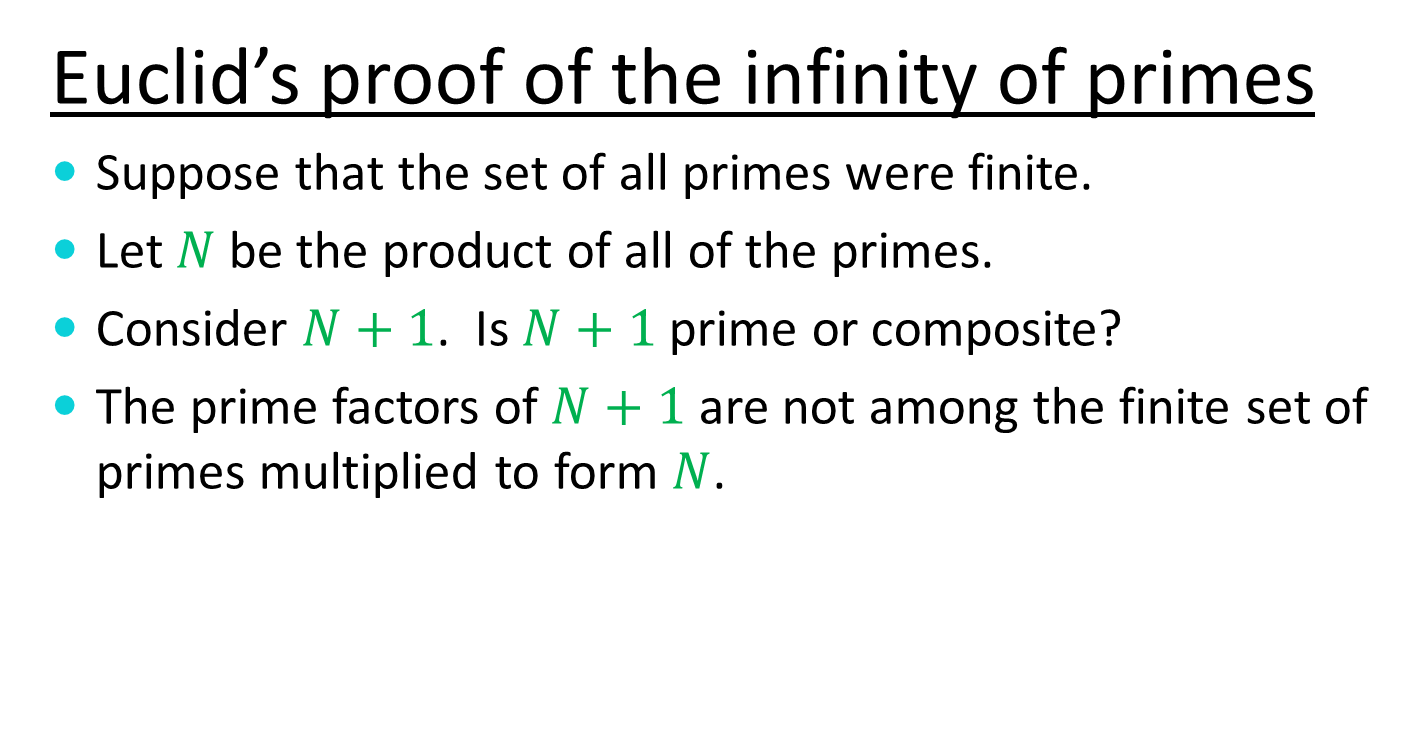 Euclid’s proof of the infinity of primes
• Suppose that the set of all primes were finite.
• Let N be the product of all of the primes.
• Consider N + 1. Is N + 1 prime or composite?
• The prime factors of N + 1 are not among the finite set of
primes multiplied to form N.